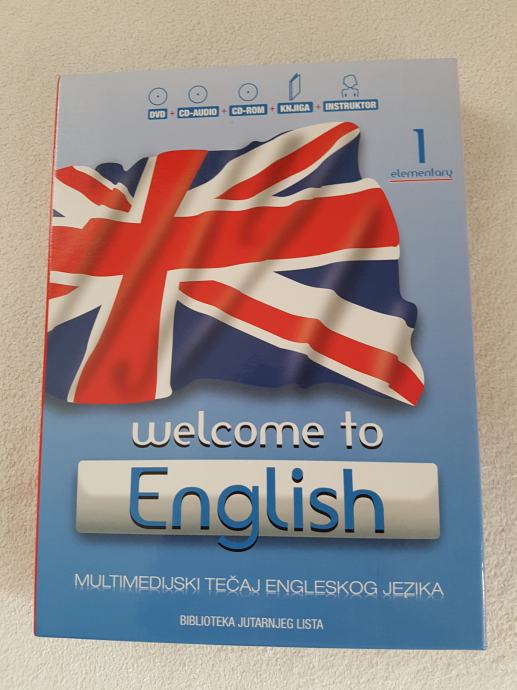 DVD + CD-AUDIO + CD-ROM + KNJIGA + INSTRUKTOR
1
elementary
welcome to
English
MULTIMEDIJSKI TEČAJ ENGLESKOG JEZIKA
BIBLIOTEKA JUTARNJEG LISTA